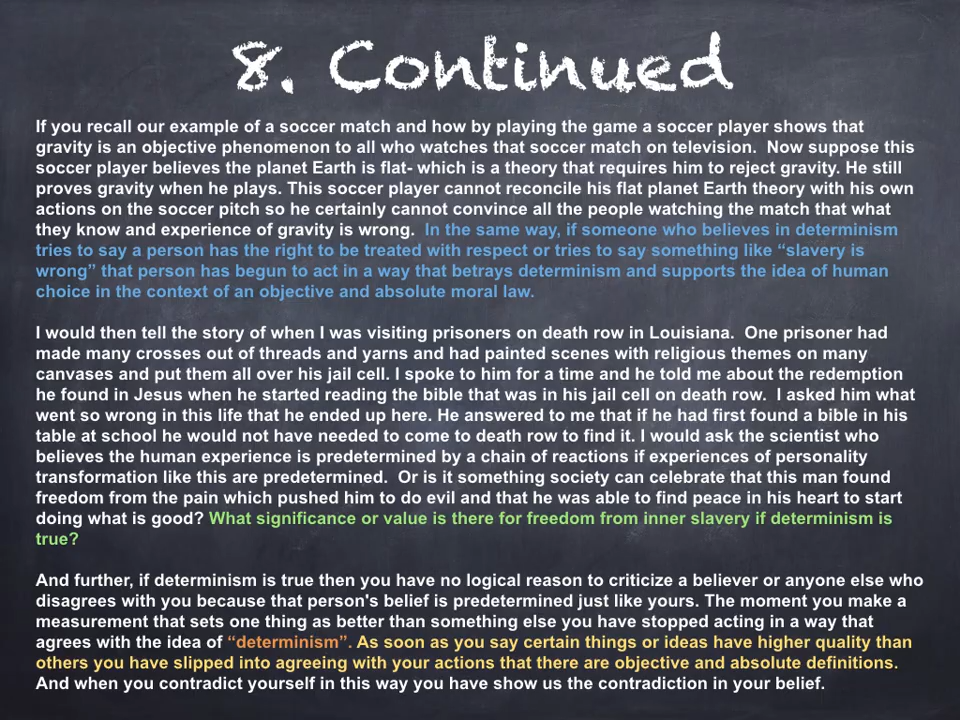 8. Continued
If you recall our example of a soccer match and how by playing the game a soccer player shows that
gravity is an objective phenomenon to all who watches that soccer match on television.  Now suppose this
soccer player believes the planet Earth is flat- which is a theory that requires him to reject gravity. He still
proves gravity when he plays. This soccer player cannot reconcile his flat planet Earth theory with his own
actions on the soccer pitch so he certainly cannot convince all the people watching the match that what
they know and experience of gravity is wrong.  In the same way, if someone who believes in determinism
tries to say a person has the right to be treated with respect or tries to say something like “slavery is
wrong” that person has begun to act in a way that betrays determinism and supports the idea of human
choice in the context of an objective and absolute moral law.
I would then tell the story of when I was visiting prisoners on death row in Louisiana.  One prisoner had
made many crosses out of threads and yarns and had painted scenes with religious themes on many
canvases and put them all over his jail cell. I spoke to him for a time and he told me about the redemption
he found in Jesus when he started reading the bible that was in his jail cell on death row.  I asked him what
went so wrong in this life that he ended up here. He answered to me that if he had first found a bible in his
table at school he would not have needed to come to death row to find it. I would ask the scientist who
believes the human experience is predetermined by a chain of reactions if experiences of personality
transformation like this are predetermined.  Or is it something society can celebrate that this man found
freedom from the pain which pushed him to do evil and that he was able to find peace in his heart to start
doing what is good? What significance or value is there for freedom from inner slavery if determinism is
true?
And further, if determinism is true then you have no logical reason to criticize a believer or anyone else who
disagrees with you because that person's belief is predetermined just like yours. The moment you make a
measurement that sets one thing as better than something else you have stopped acting in a way that
agrees with the idea of “determinism”. As soon as you say certain things or ideas have higher quality than
others you have slipped into agreeing with your actions that there are objective and absolute definitions.
And when you contradict yourself in this way you have show us the contradiction in your belief.